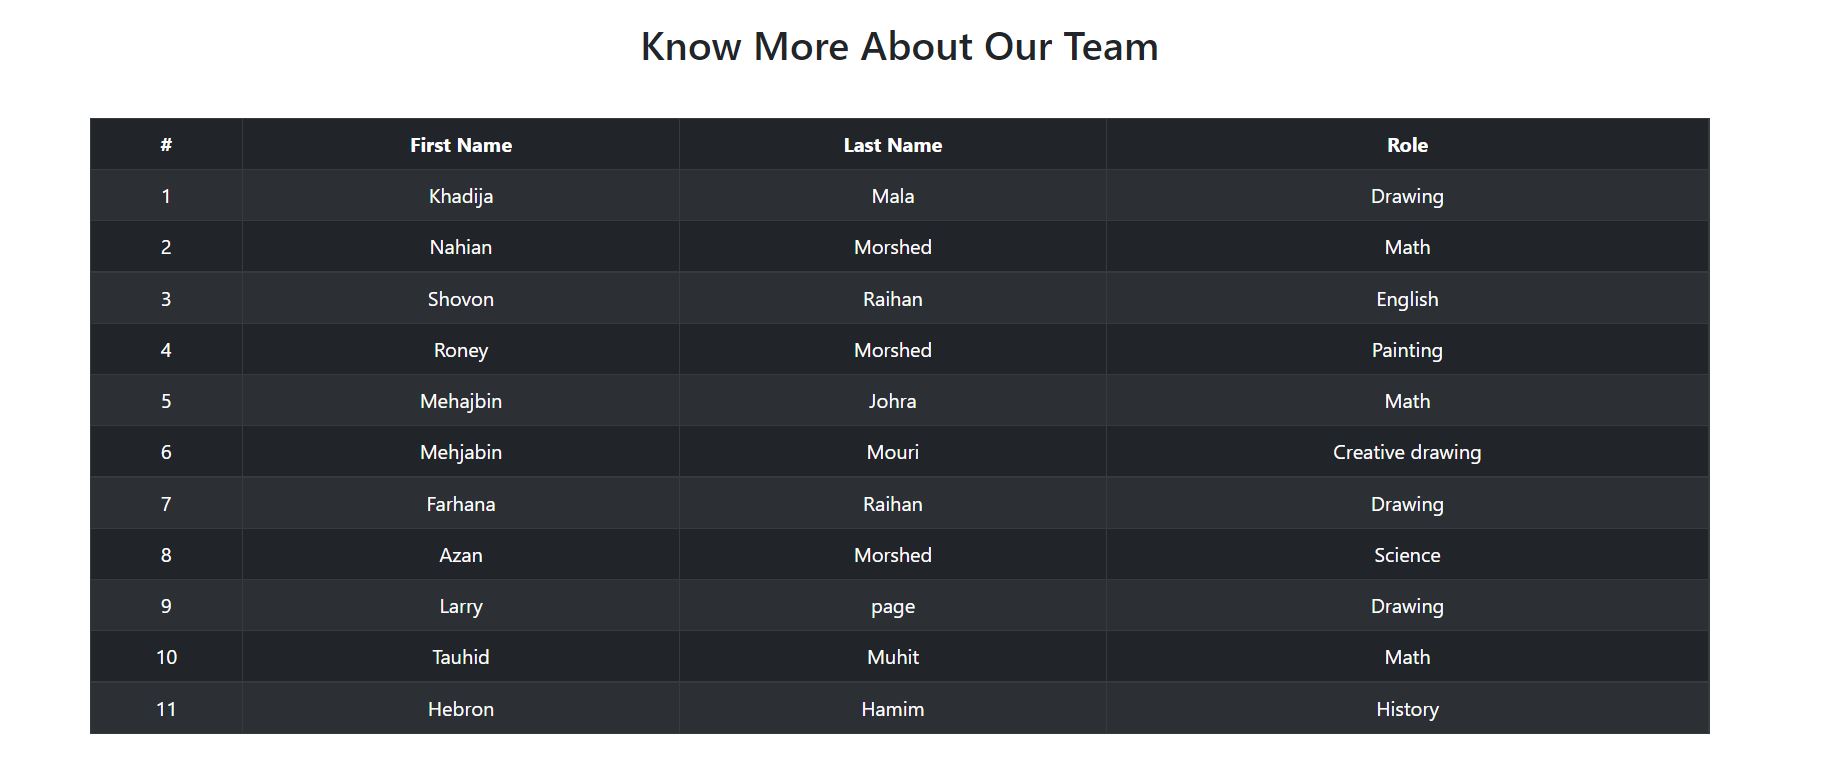 Know More About Our Team
# First Name Last Name Role
1 Khadija Mala Drawing
2 Nahian Morshed Math
3 Shovon Raihan English
4 Roney Morshed Painting
5 Mehajbin Johra Math
6 Mehjabin Mouri Creative drawing
7 Farhana Raihan Drawing
8 Azan Morshed Science
9 Larry page Drawing
10 Tauhid Muhit Math
11 Hebron Hamim History